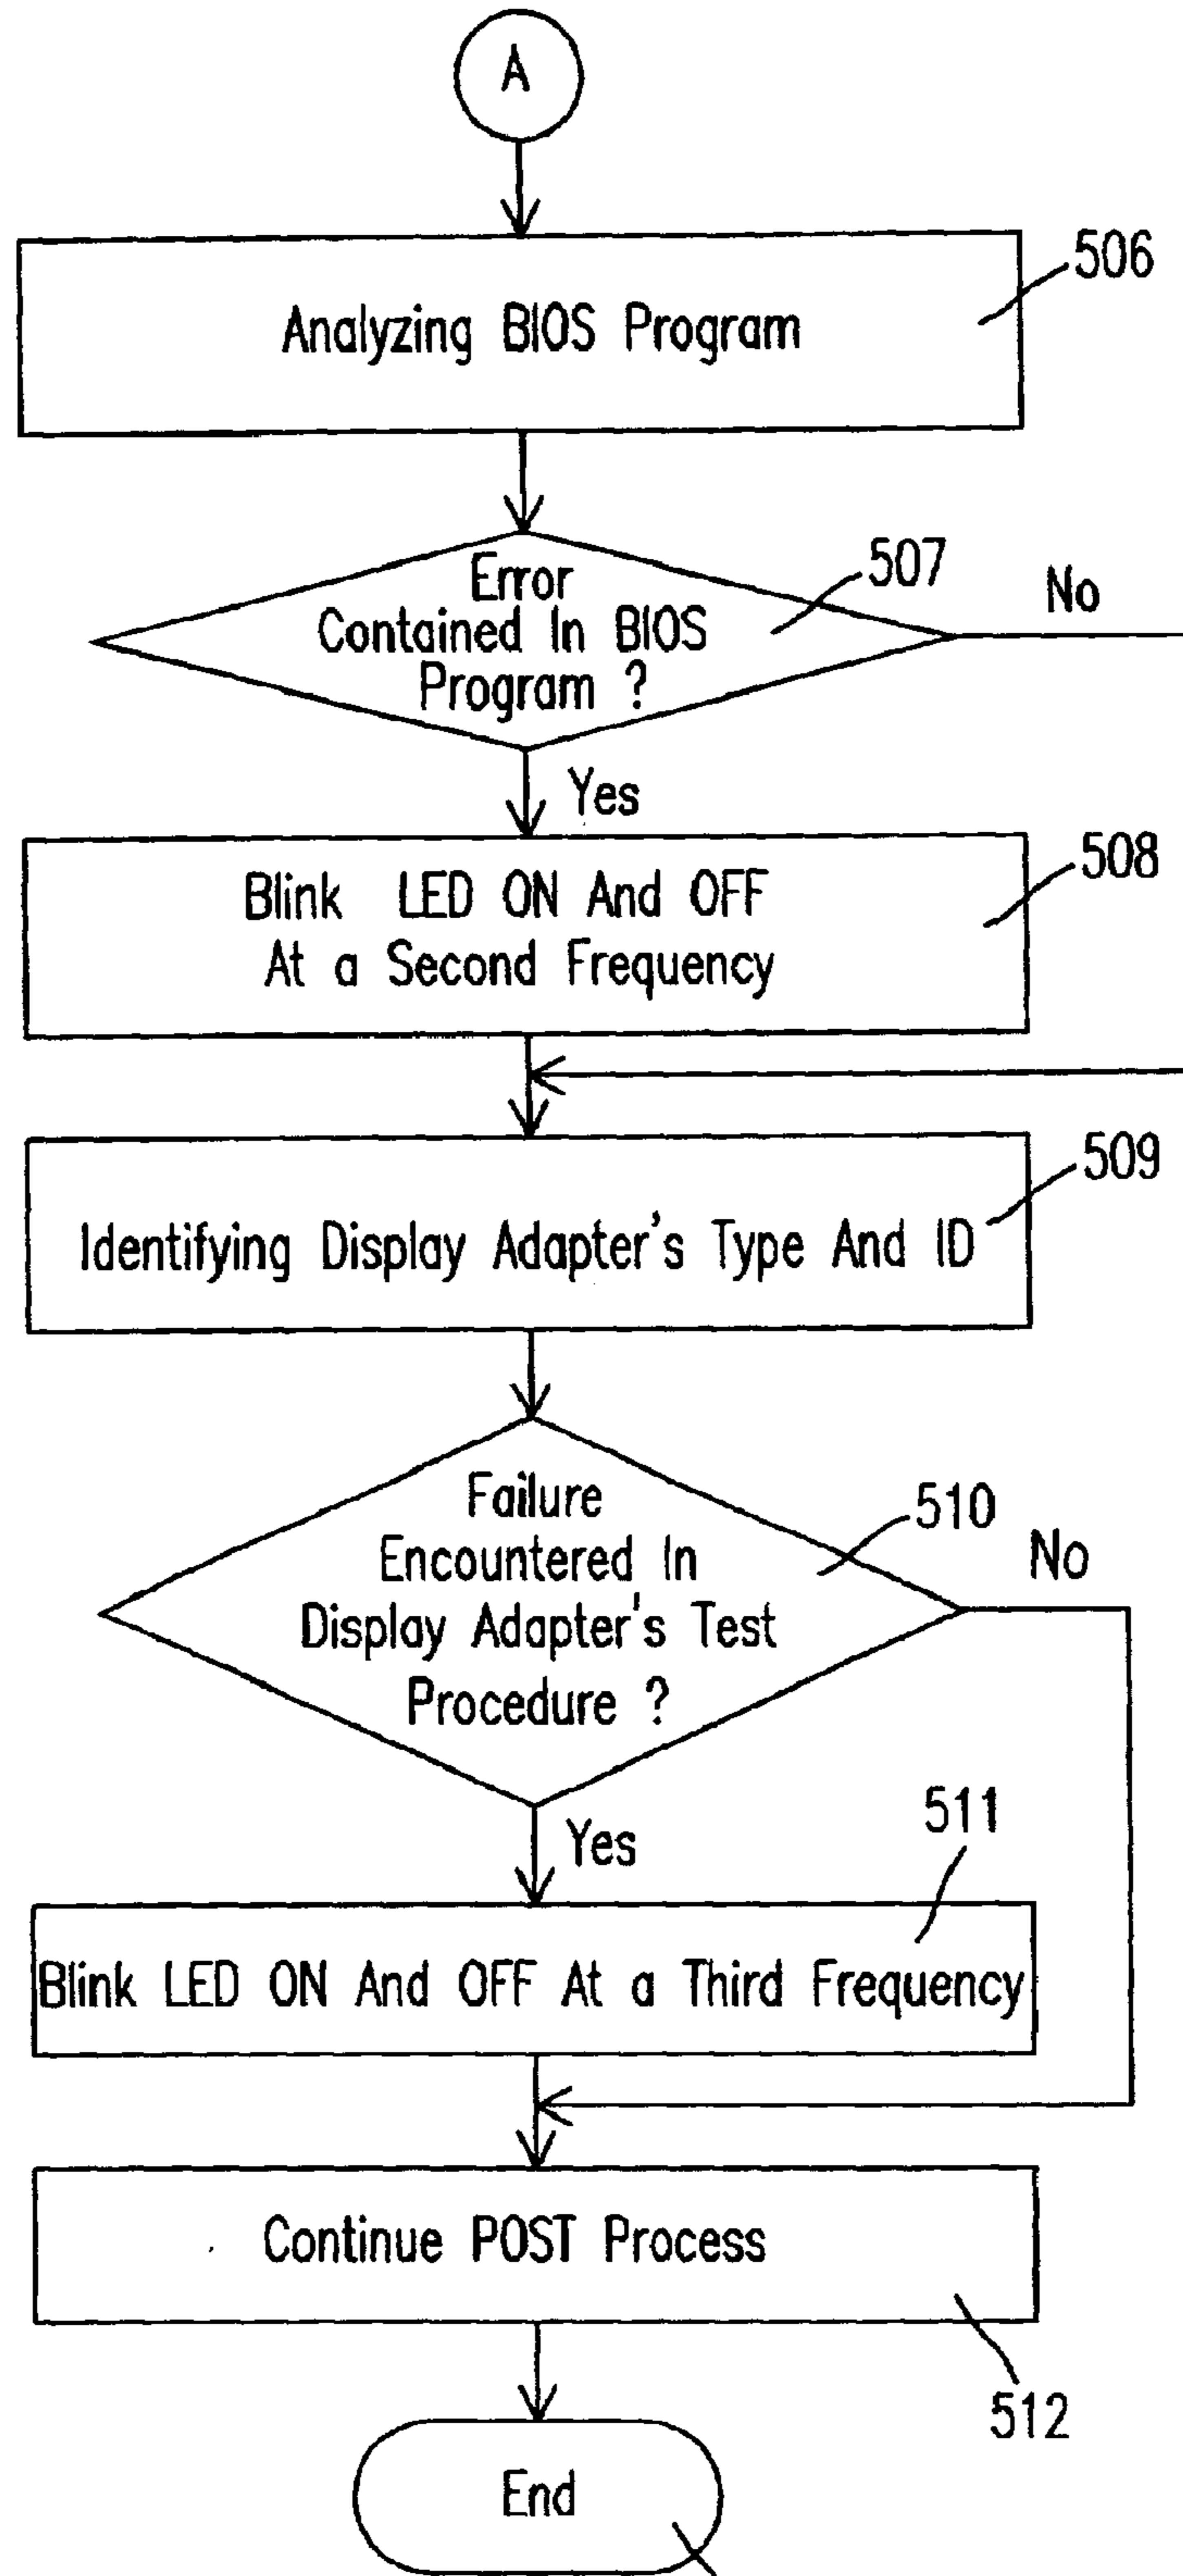 A
506
Analyzing BIOS Program
507
No
Error
Contained In BIOS
Program ?
Yes
508
Blink LED ON And OFF
At a Second Frequency
509
Identifying Display Adapter's Type And ID
510
No
Failure
Encountered In
Display Adapter's Test
Procedure ?
Yes
511
Blink LED ON And OFF At a Third Frequency
Continue POST Process
512
End